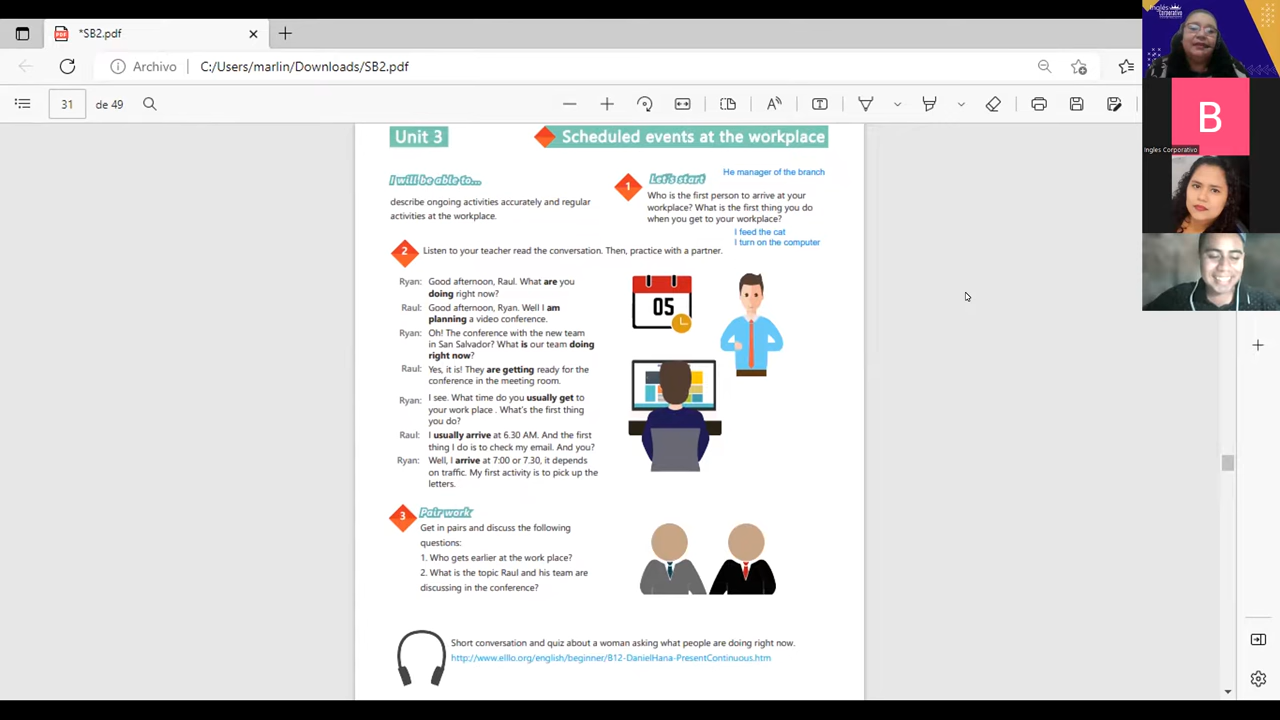 *SB2.pdf
Archivo
C:/Users/marlin/Downloads/SB2.pdf
31
de 49
Unit 3
Scheduled events at the workplace
I will be able to...
describe ongoing activities accurately and regular
activities at the workplace.
1
Let's start
He manager of the branch
Who is the first person to arrive at your
workplace? What is the first thing you do
when you get to your workplace?
I feed the cat
I turn on the computer
2
Listen to your teacher read the conversation. Then, practice with a partner.
Ryan: Good afternoon, Raul. What are you
doing right now?
Raul: Good afternoon, Ryan. Well I am
planning a video conference.
Ryan: Oh! The conference with the new team
in San Salvador? What is our team doing
right now?
Raul: Yes, it is! They are getting ready for the
conference in the meeting room.
Ryan: I see. What time do you usually get to
your work place . What's the first thing
you do?
Raul: I usually arrive at 6.30 AM. And the first
thing I do is to check my email. And you?
Ryan: Well, I arrive at 7:00 or 7.30, it depends
on traffic. My first activity is to pick up the
letters.
05
3
Pair work
Get in pairs and discuss the following
questions:
1. Who gets earlier at the work place?
2. What is the topic Raul and his team are
discussing in the conference?
Short conversation and quiz about a woman asking what people are doing right now.
http://www.elllo.org/english/beginner/B12-DanielHana-PresentContinuous.htm
Inglés
Corporativo
B
Ingles Corporativo